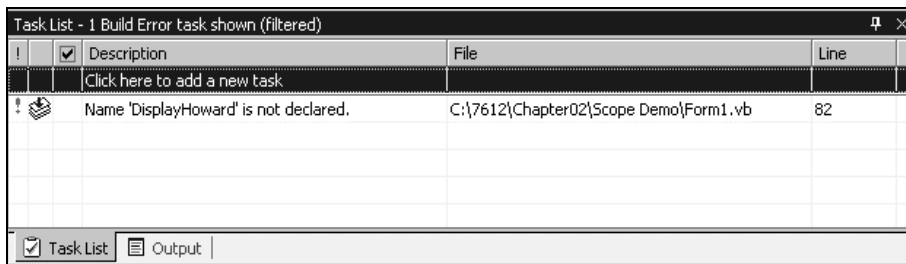 Task List - 1 Build Error task shown (filtered)
! Description File Line
Click here to add a new task
! Name 'DisplayHoward' is not declared. C:\7612\Chapter02\Scope Demo\Form1.vb 82
Task List Output